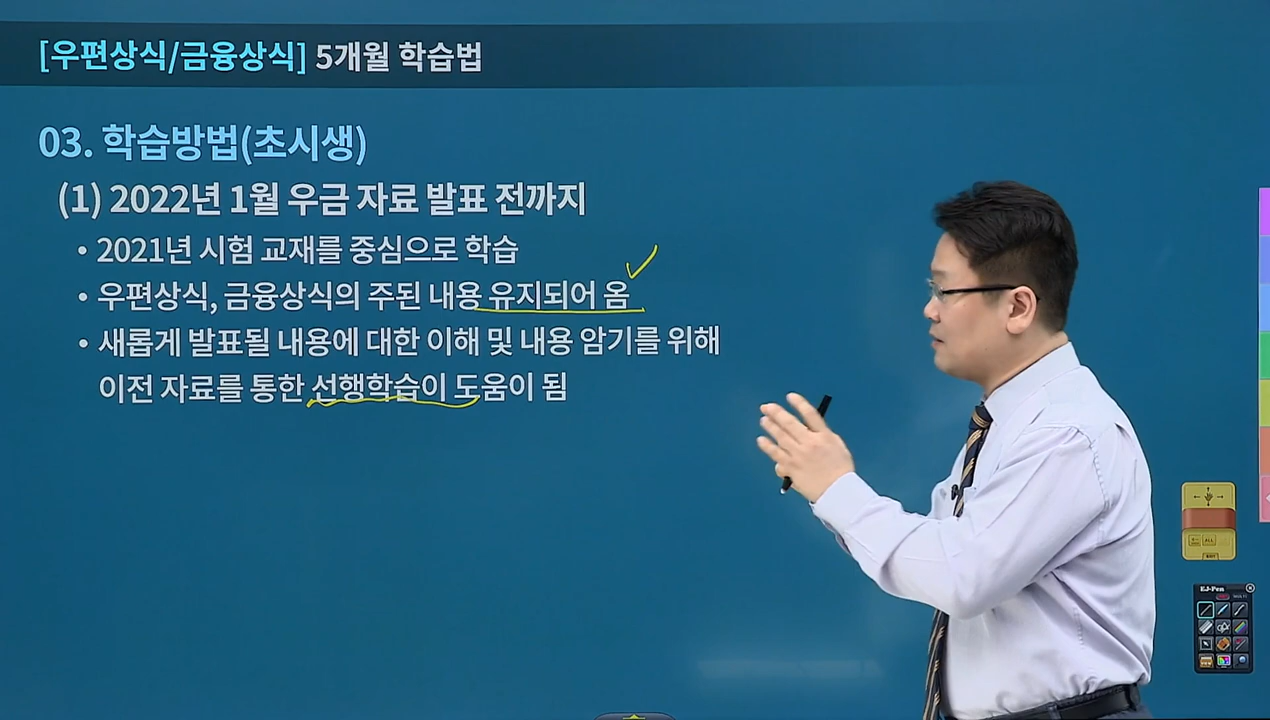 [우편상식/금융상식] 5개월 학습법
03. 학습방법(초시생)
(1) 2022년 1월 우금 자료 발표 전까지
• 2021년 시험 교재를 중심으로 학습
• 우편상식, 금융상식의 주된 내용 유지되어 옴
• 새롭게 발표될 내용에 대한 이해 및 내용 암기를 위해
이전 자료를 통한 선행학습이 도움이 됨
ALL
EJ-Pen